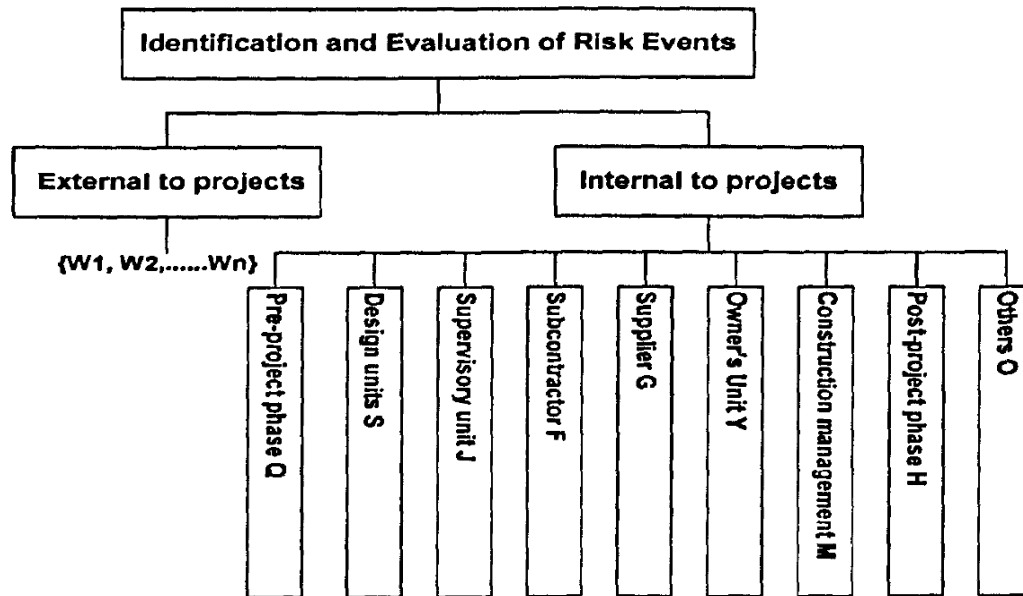 Identification and Evaluation of Risk Events
External to projects
Internal to projects
{W1, W2,......Wn}
Pre-project phase Q
Design units S
Supervisory unit J
Subcontractor F
Supplier G
Owner's Unit Y
Construction management M
Post-project phase H
Others O